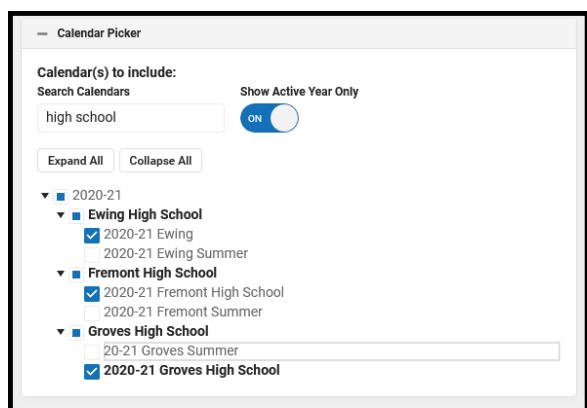 Calendar Picker
Calendar(s) to include:
Search Calendars Show Active Year Only
high school ON
Expand All Collapse All
2020-21
Ewing High School
2020-21 Ewing
2020-21 Ewing Summer
Fremont High School
2020-21 Fremont High School
2020-21 Fremont Summer
Groves High School
20-21 Groves Summer
2020-21 Groves High School